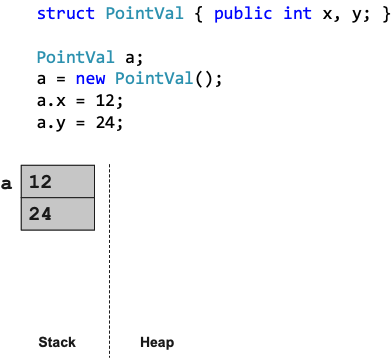 struct PointVal { public int x, y; }
PointVal a;
a = new PointVal();
a.x = 12;
a.y = 24;
a 12
24
Stack Heap